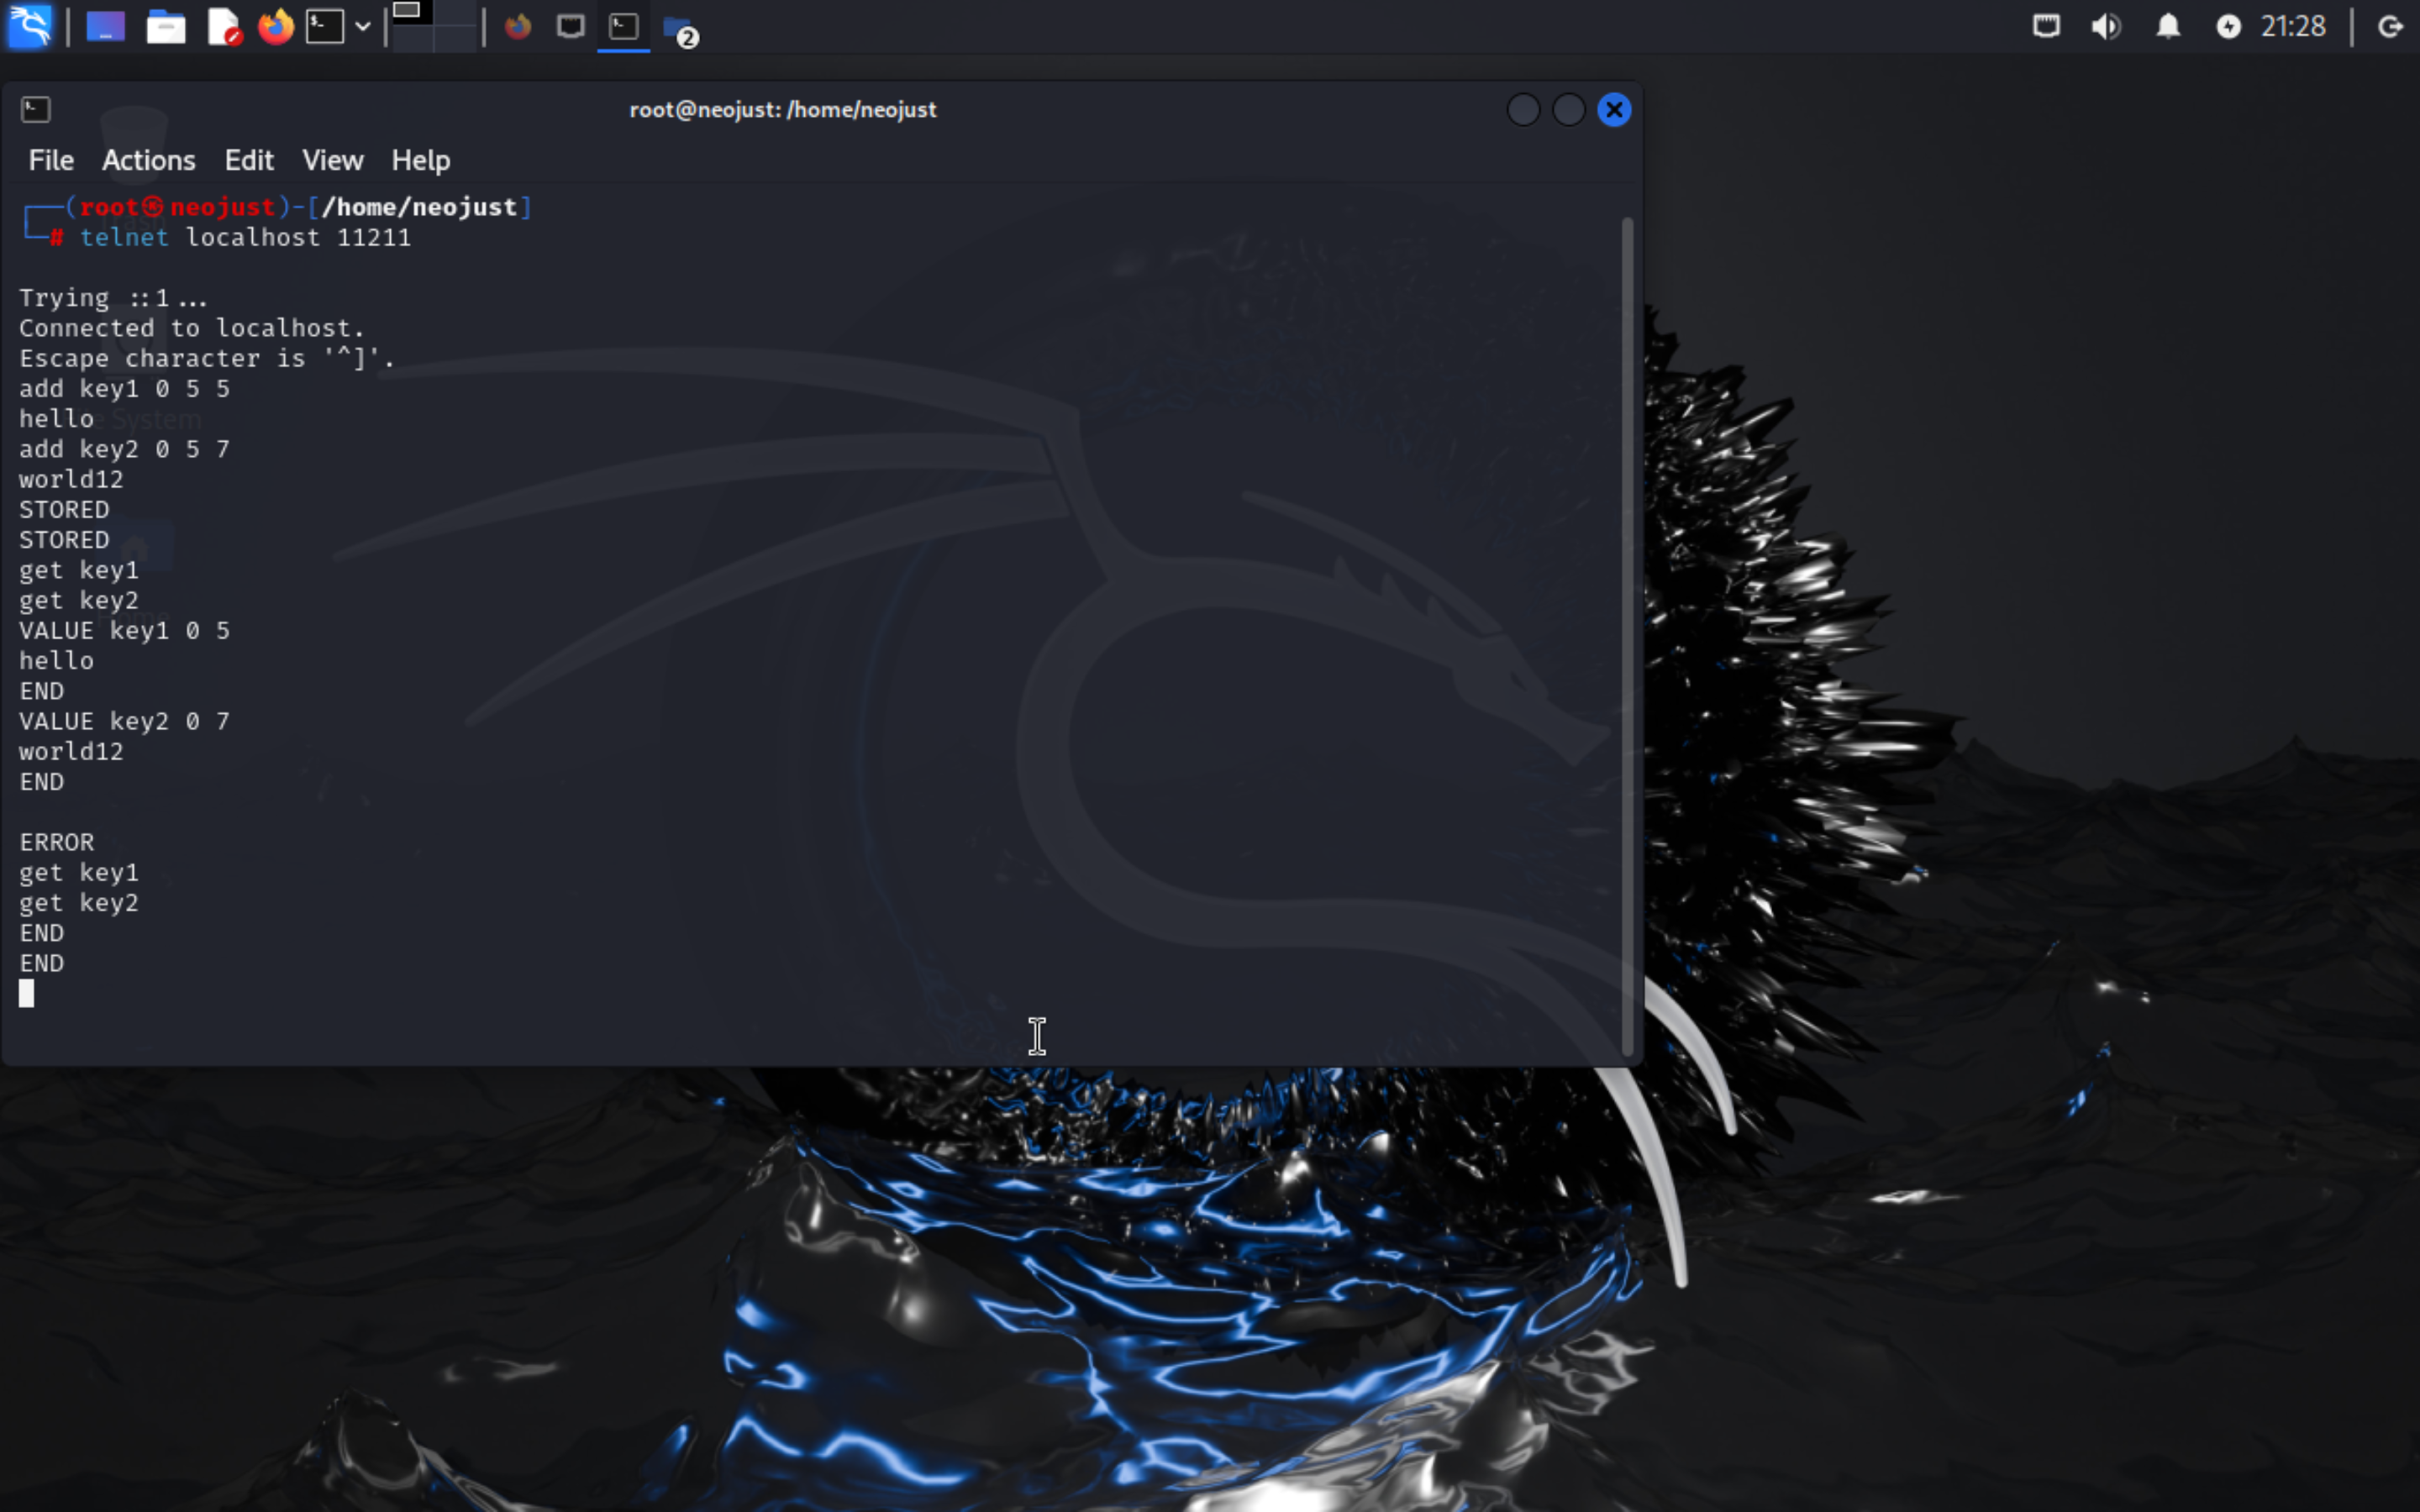 21:28
2
root@neojust: /home/neojust
File Actions Edit View Help
┌──(root㉿neojust)-[/home/neojust]
└─# telnet localhost 11211
Trying ::1...
Connected to localhost.
Escape character is '^]'.
add key1 0 5 5
hello
add key2 0 5 7
world12
STORED
STORED
get key1
get key2
VALUE key1 0 5
hello
END
VALUE key2 0 7
world12
END
ERROR
get key1
get key2
END
END